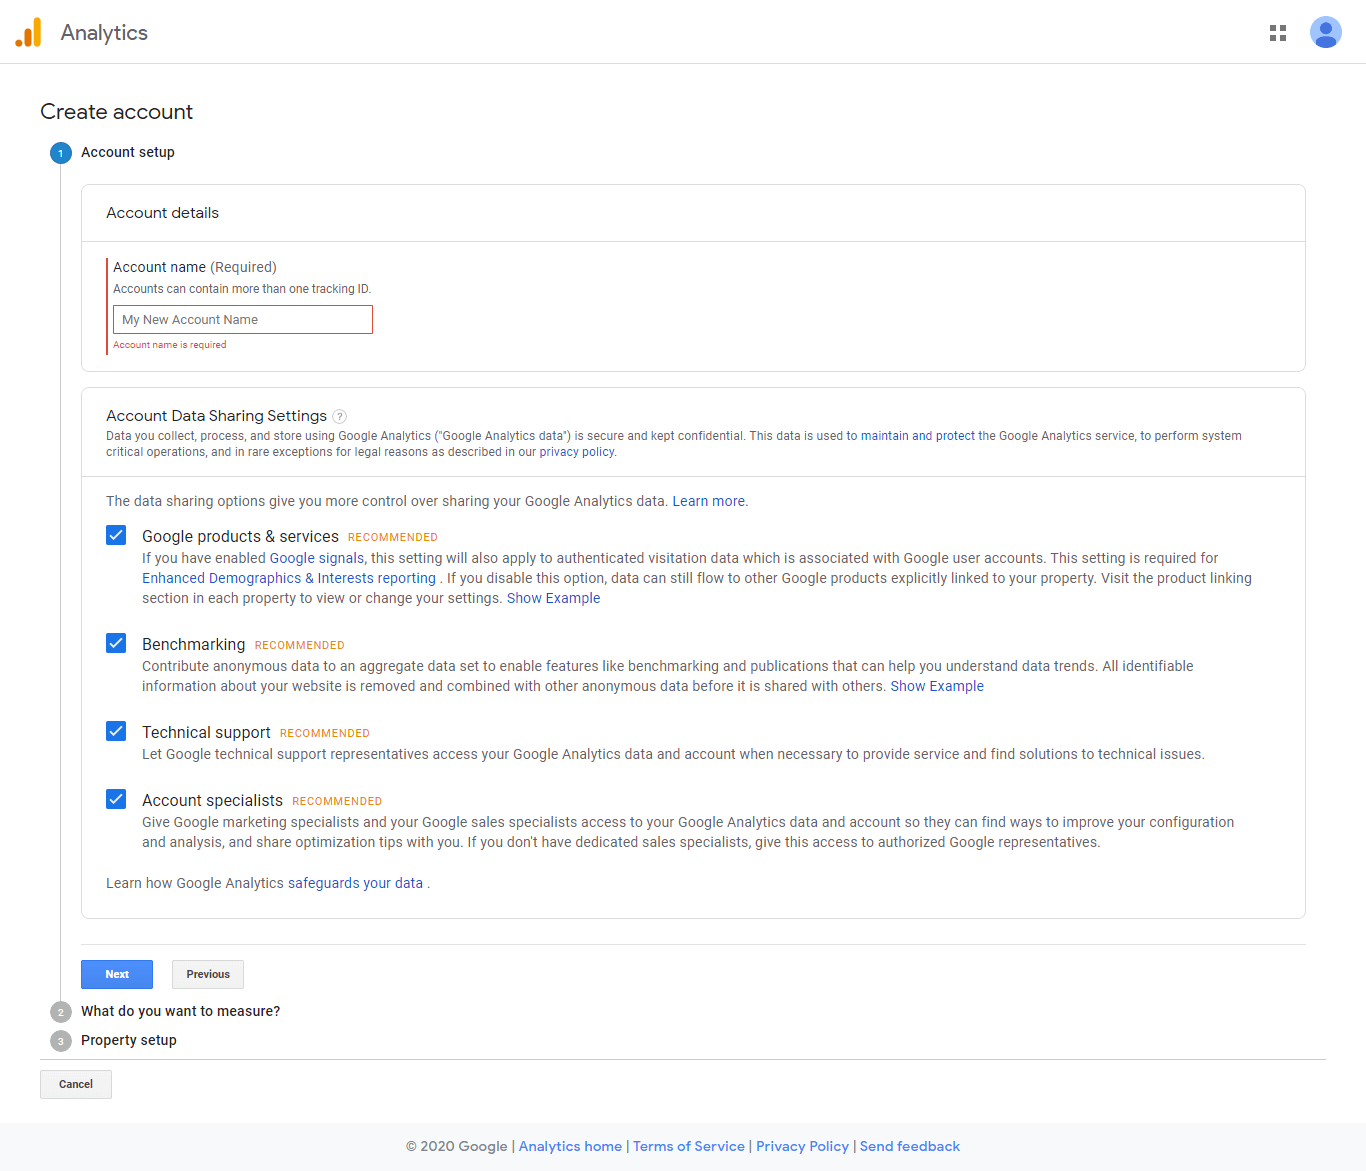 Analytics
Create account
1 Account setup
Account details
Account name (Required)
Accounts can contain more than one tracking ID.
My New Account Name
Account name is required
Account Data Sharing Settings ?
Data you collect, process, and store using Google Analytics ("Google Analytics data") is secure and kept confidential. This data is used to maintain and protect the Google Analytics service, to perform system
critical operations, and in rare exceptions for legal reasons as described in our privacy policy.
The data sharing options give you more control over sharing your Google Analytics data. Learn more.
Google products & services RECOMMENDED
If you have enabled Google signals, this setting will also apply to authenticated visitation data which is associated with Google user accounts. This setting is required for
Enhanced Demographics & Interests reporting . If you disable this option, data can still flow to other Google products explicitly linked to your property. Visit the product linking
section in each property to view or change your settings. Show Example
Benchmarking RECOMMENDED
Contribute anonymous data to an aggregate data set to enable features like benchmarking and publications that can help you understand data trends. All identifiable
information about your website is removed and combined with other anonymous data before it is shared with others. Show Example
Technical support RECOMMENDED
Let Google technical support representatives access your Google Analytics data and account when necessary to provide service and find solutions to technical issues.
Account specialists RECOMMENDED
Give Google marketing specialists and your Google sales specialists access to your Google Analytics data and account so they can find ways to improve your configuration
and analysis, and share optimization tips with you. If you don't have dedicated sales specialists, give this access to authorized Google representatives.
Learn how Google Analytics safeguards your data .
Next Previous
2 What do you want to measure?
3 Property setup
Cancel
© 2020 Google | Analytics home | Terms of Service | Privacy Policy | Send feedback